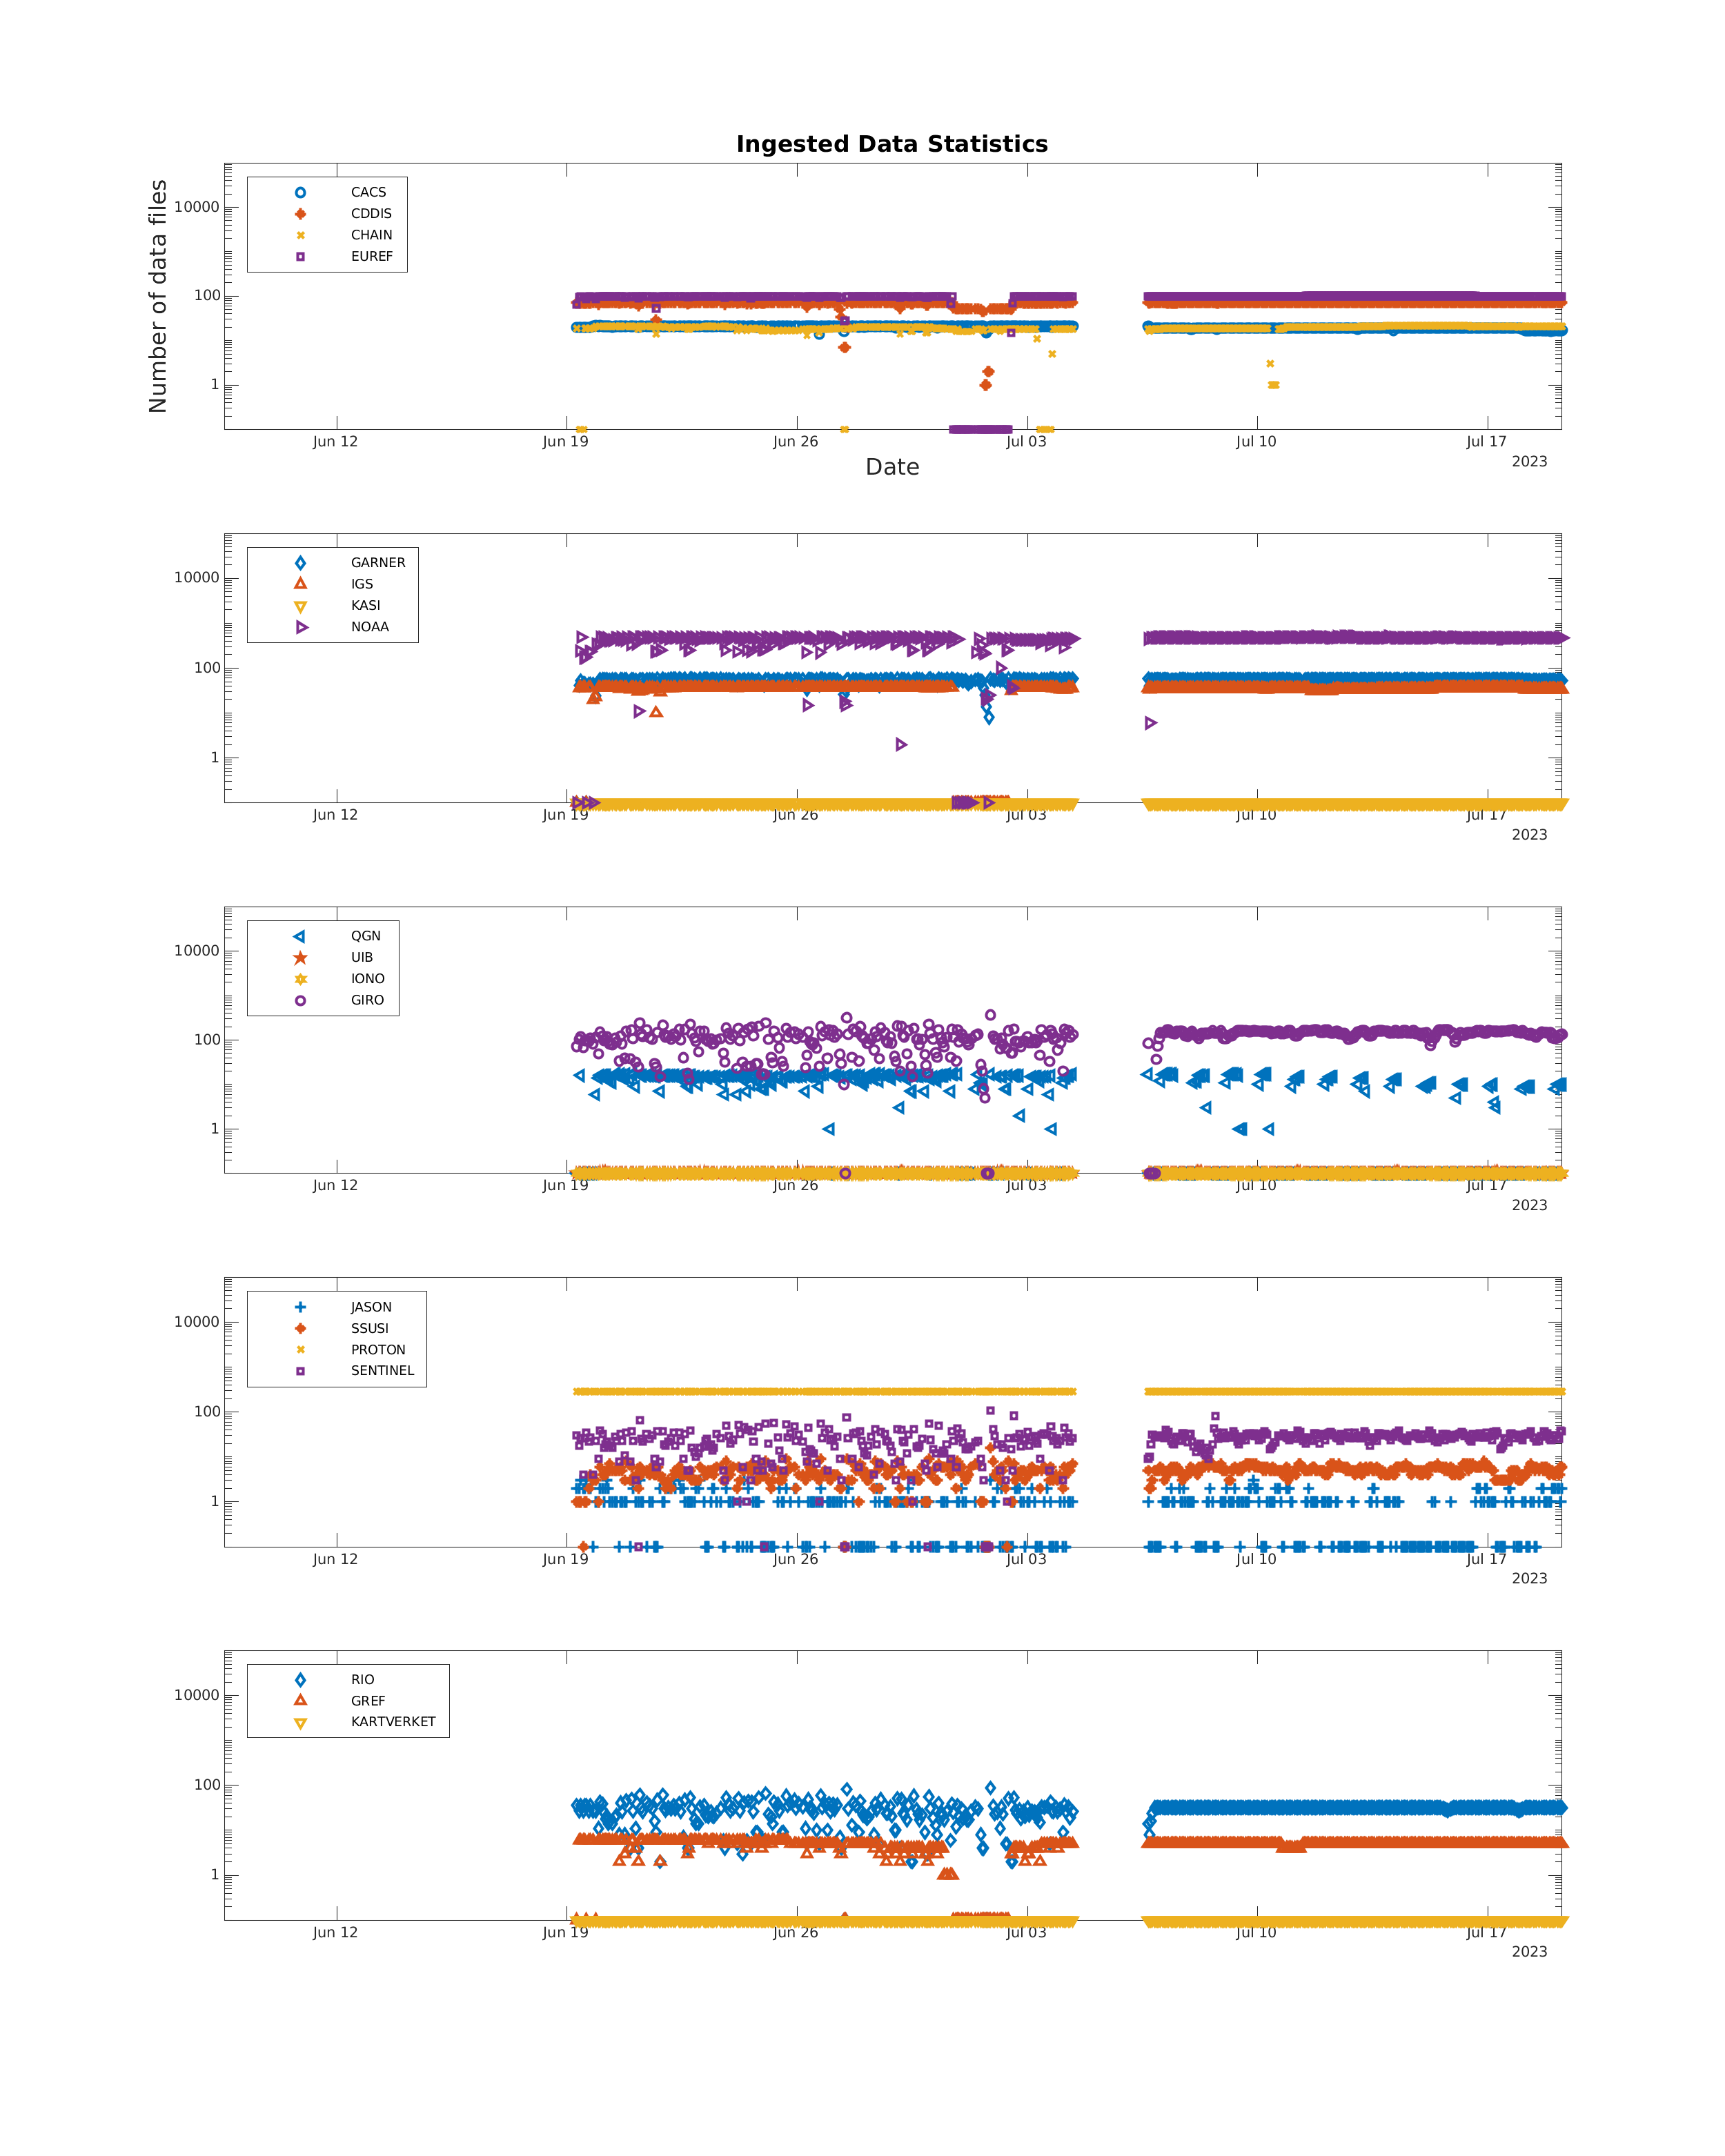 Ingested Data Statistics
Number of data files
CACS
CDDIS
CHAIN
EUREF
10000
100
1
Jun 12 Jun 19 Jun 26 Jul 03 Jul 10 Jul 17
2023
Date
GARNER
IGS
KASI
NOAA
10000
100
1
Jun 12 Jun 19 Jun 26 Jul 03 Jul 10 Jul 17
2023
QGN
UIB
IONO
GIRO
10000
100
1
Jun 12 Jun 19 Jun 26 Jul 03 Jul 10 Jul 17
2023
JASON
SSUSI
PROTON
SENTINEL
10000
100
1
Jun 12 Jun 19 Jun 26 Jul 03 Jul 10 Jul 17
2023
RIO
GREF
KARTVERKET
10000
100
1
Jun 12 Jun 19 Jun 26 Jul 03 Jul 10 Jul 17
2023